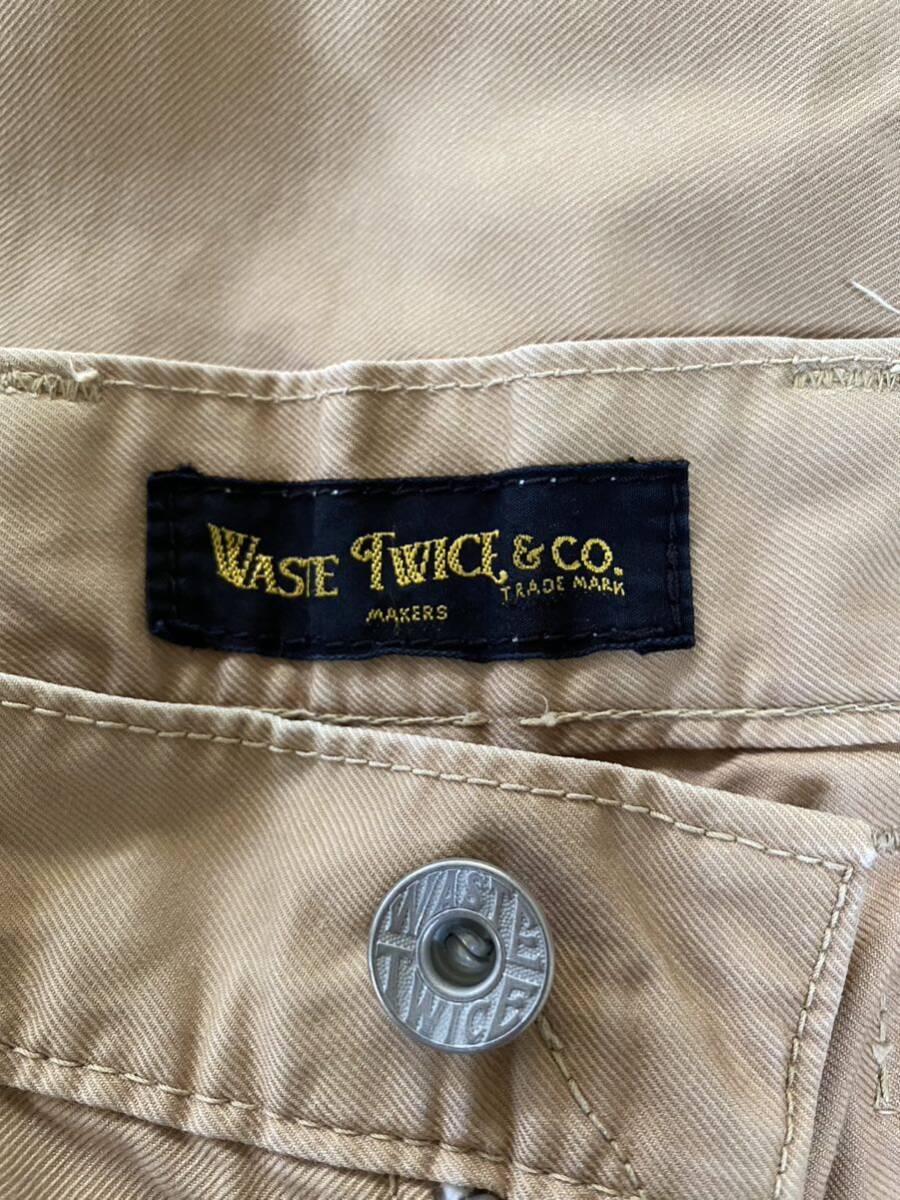 WASTE TWICE & CO.
TRADE MARK
MAKERS
WASTE
TWICE